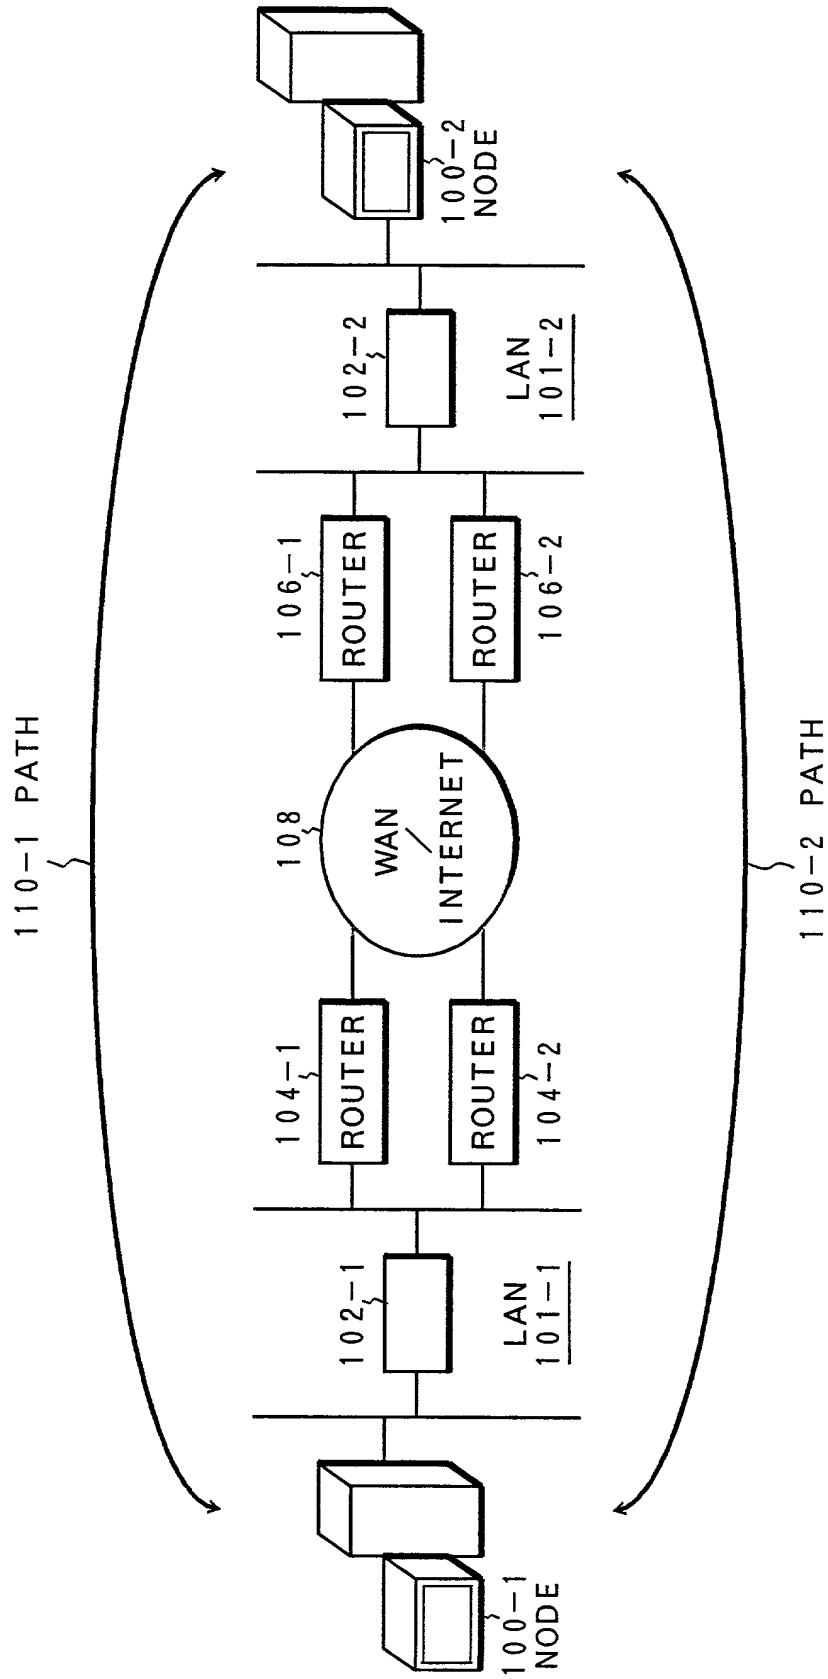 110-1 PATH
104-1
108
106-1
102-1
102-2
ROUTER
WAN
/
INTERNET
ROUTER
ROUTER
ROUTER
100-1
NODE
LAN
101-1
104-2
106-2
LAN
101-2
100-2
NODE
110-2 PATH